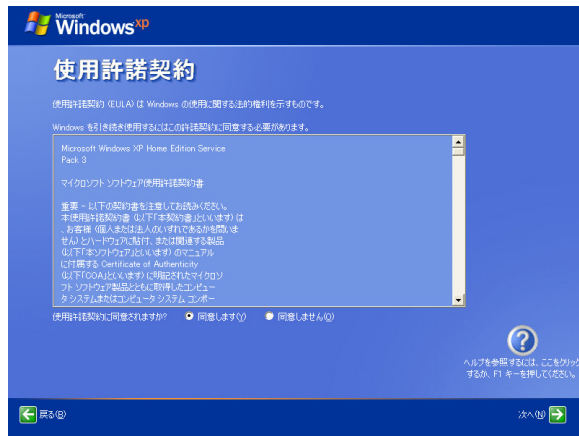 Microsoft
Windows xp
使用許諾契約
使用許諾契約 (EULA) は Windows の使用に関する法的権利を示すものです。
Windows を引き続き使用するにはこの許諾契約に同意する必要があります。
Microsoft Windows XP Home Edition Service
Pack 3
マイクロソフト ソフトウェア使用許諾契約書
重要 - 以下の契約書を注意してお読みください。
本使用許諾契約書 (以下「本契約書」といいます) は
、お客様 (個人または法人のいずれであるかを問いま
せん) とハードウェアに貼付、または関連する製品
(以下「本ソフトウェア」といいます) のマニュアル
に付属する Certificate of Authenticity
(以下「COA」といいます) に明記されたマイクロソ
フト ソフトウェア製品とともに取得したコンピュー
タ システムまたはコンピュータ システム コンポー
使用許諾契約に同意されますか? 同意します(Y) 同意しません(O)
ヘルプを参照するには、ここをクリック
するか、F1 キーを押してください。
戻る(B)
次へ(N)